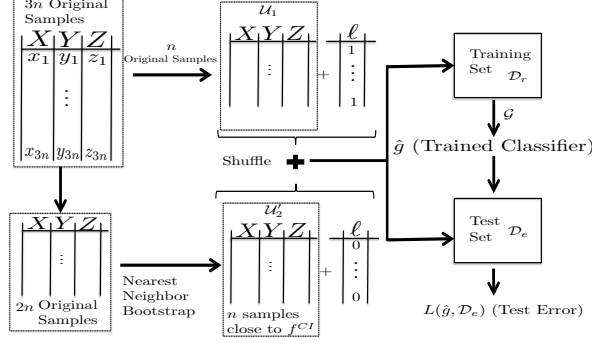 3n Original
Samples
X Y Z
x₁ y₁ z₁
⋮
x₃ₙ y₃ₙ z₃ₙ
n
Original Samples
𝒰₁
X Y Z
⋮
+
ℓ
1
⋮
1
1
Shuffle
+
X Y Z
⋮
2n Original
Samples
Nearest
Neighbor
Bootstrap
𝒰′₂
X Y Z
⋮
n samples
close to f^{CI}
+
ℓ
0
⋮
0
Training
Set 𝒟ᵣ
𝒢
ĝ (Trained Classifier)
Test
Set 𝒟ₑ
L(ĝ, 𝒟ₑ) (Test Error)